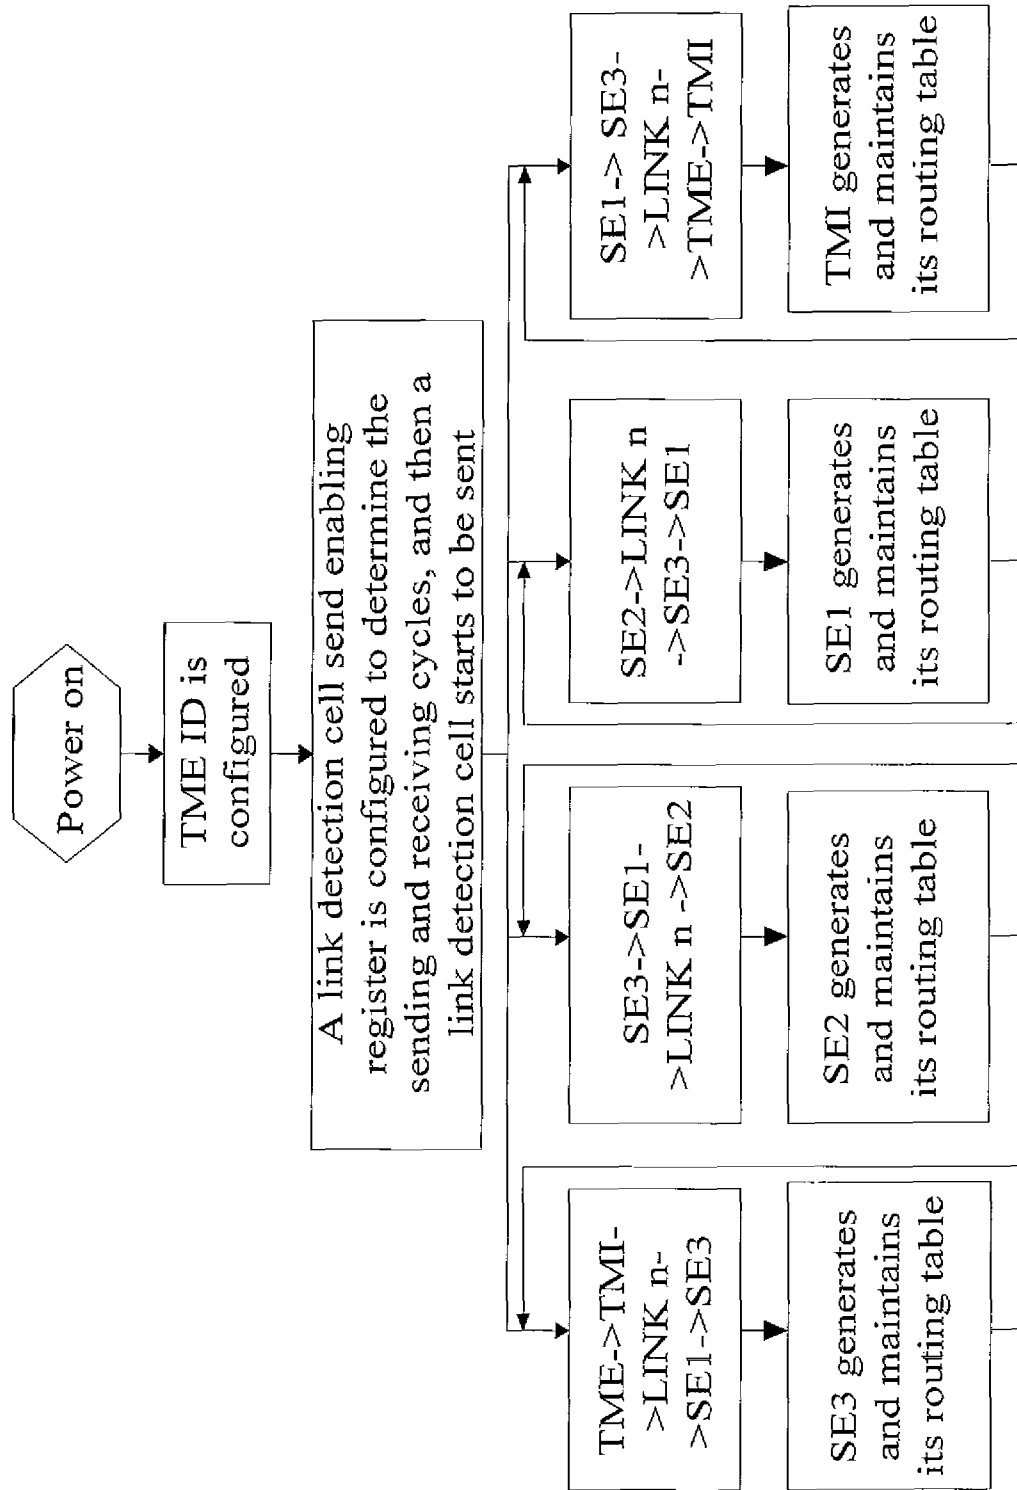 Power on
TME ID is
configured
A link detection cell send enabling
register is configured to determine the
sending and receiving cycles, and then a
link detection cell starts to be sent
TME->TMI-
>LINK n-
>SE1->SE3
SE3 generates
and maintains
its routing table
SE3->SE1-
>LINK n ->SE2
SE2 generates
and maintains
its routing table
SE2->LINK n
->SE3->SE1
SE1 generates
and maintains
its routing table
SE1-> SE3-
>LINK n-
>TME->TMI
TMI generates
and maintains
its routing table